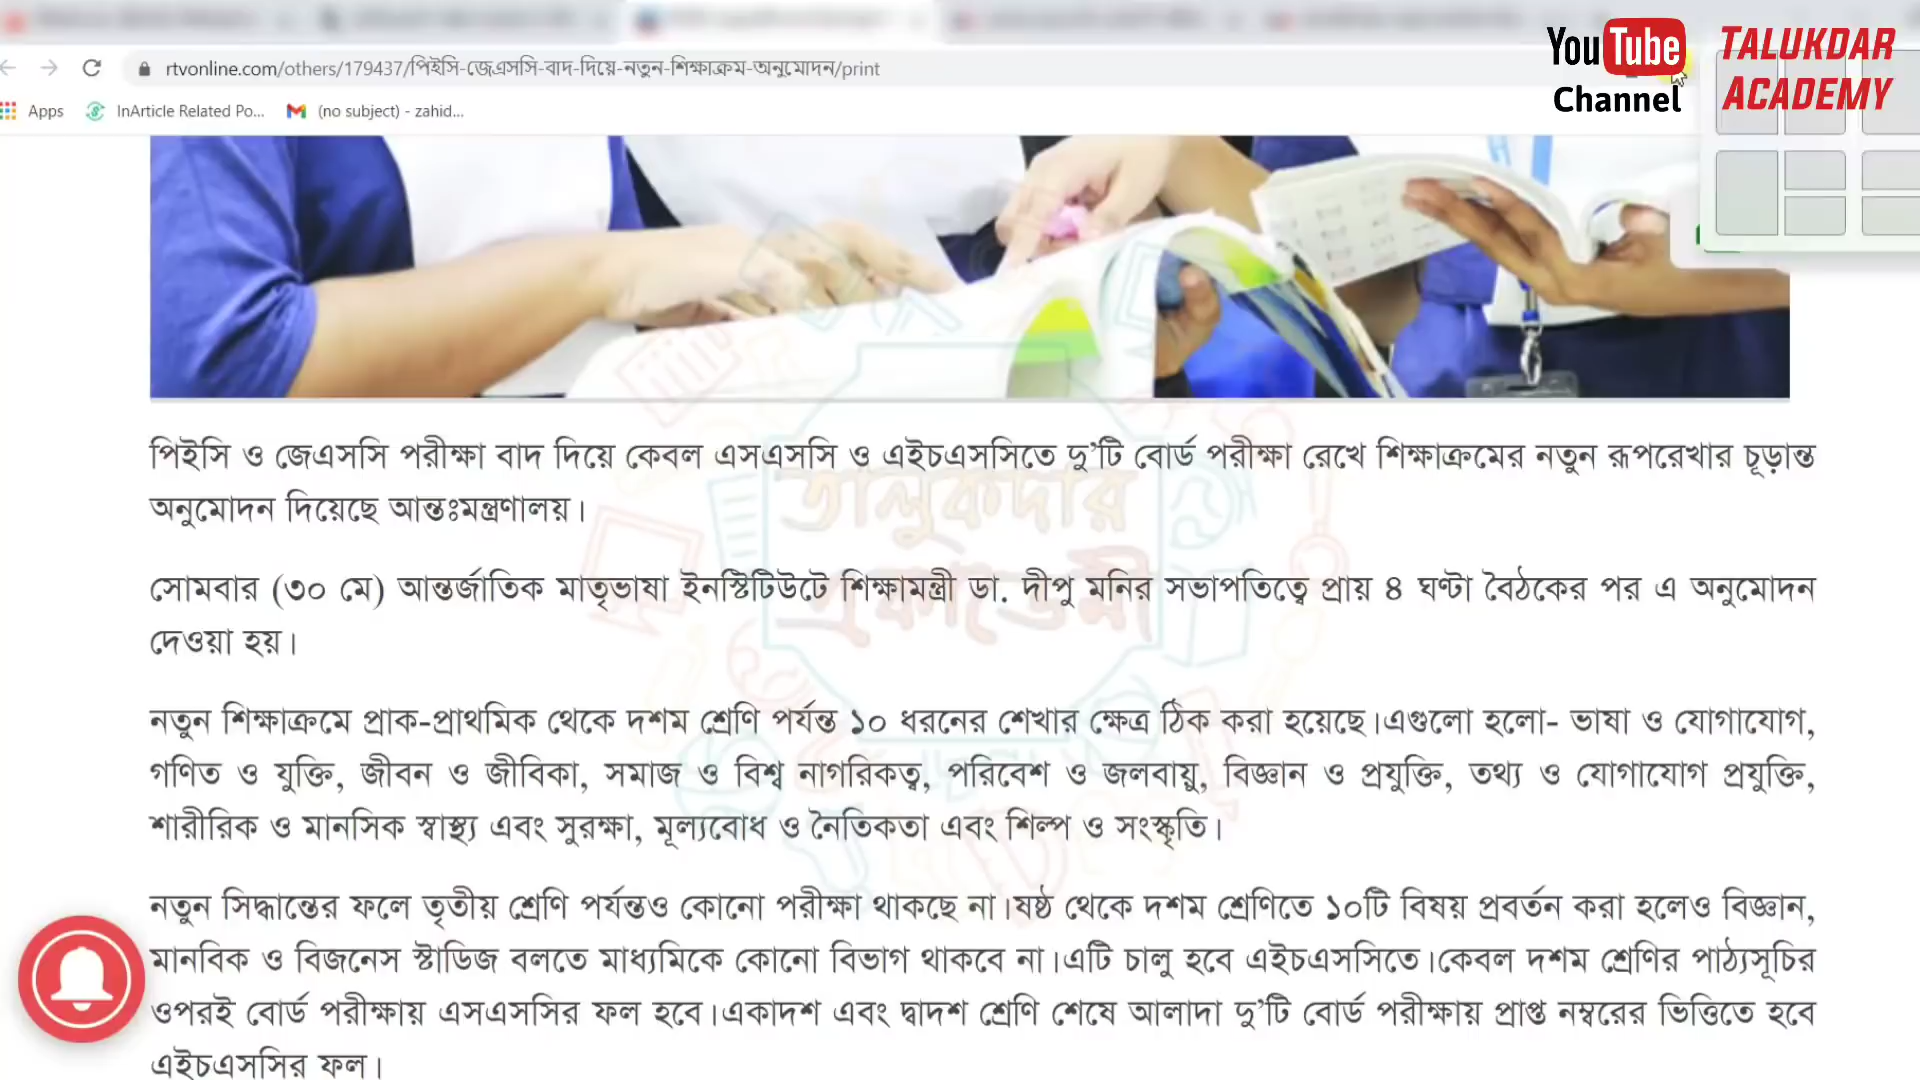 You Tube
Channel
TALUKDAR
ACADEMY
rtvonline.com/others/179437/পিইসি-জেএসসি-বাদ-দিয়ে-নতুন-শিক্ষাক্রম-অনুমোদন/print
Apps InArticle Related Po... (no subject) - zahid...
পিইসি ও জেএসসি পরীক্ষা বাদ দিয়ে কেবল এসএসসি ও এইচএসসিতে দু’টি বোর্ড পরীক্ষা রেখে শিক্ষাক্রমের নতুন রূপরেখার চূড়ান্ত
অনুমোদন দিয়েছে আন্তঃমন্ত্রণালয়।
সোমবার (৩০ মে) আন্তর্জাতিক মাতৃভাষা ইনস্টিটিউটে শিক্ষামন্ত্রী ডা. দীপু মনির সভাপতিত্বে প্রায় ৪ ঘণ্টা বৈঠকের পর এ অনুমোদন
দেওয়া হয়।
নতুন শিক্ষাক্রমে প্রাক-প্রাথমিক থেকে দশম শ্রেণি পর্যন্ত ১০ ধরনের শেখার ক্ষেত্র ঠিক করা হয়েছে।এগুলো হলো- ভাষা ও যোগাযোগ,
গণিত ও যুক্তি, জীবন ও জীবিকা, সমাজ ও বিশ্ব নাগরিকত্ব, পরিবেশ ও জলবায়ু, বিজ্ঞান ও প্রযুক্তি, তথ্য ও যোগাযোগ প্রযুক্তি,
শারীরিক ও মানসিক স্বাস্থ্য এবং সুরক্ষা, মূল্যবোধ ও নৈতিকতা এবং শিল্প ও সংস্কৃতি।
নতুন সিদ্ধান্তের ফলে তৃতীয় শ্রেণি পর্যন্তও কোনো পরীক্ষা থাকছে না।ষষ্ঠ থেকে দশম শ্রেণিতে ১০টি বিষয় প্রবর্তন করা হলেও বিজ্ঞান,
মানবিক ও বিজনেস স্টাডিজ বলতে মাধ্যমিকে কোনো বিভাগ থাকবে না।এটি চালু হবে এইচএসসিতে।কেবল দশম শ্রেণির পাঠ্যসূচির
ওপরই বোর্ড পরীক্ষায় এসএসসির ফল হবে।একাদশ এবং দ্বাদশ শ্রেণি শেষে আলাদা দু’টি বোর্ড পরীক্ষায় প্রাপ্ত নম্বরের ভিত্তিতে হবে
এইচএসসির ফল।
তালুকদার
একাডেমী